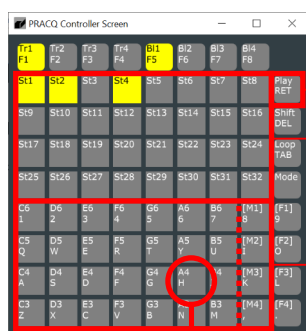 PRACQ Controller Screen
Tr1 Tr2 Tr3 Tr4 Bl1 Bl2 Bl3 Bl4
F1 F2 F3 F4 F5 F6 F7 F8
St1 St2 St3 St4 St5 St6 St7 St8 Play
RET
St9 St10 St11 St12 St13 St14 St15 St16 Shift
DEL
St17 St18 St19 St20 St21 St22 St23 St24 Loop
TAB
St25 St26 St27 St28 St29 St30 St31 St32 Mode
C6 D6 E6 F6 G6 A6 B6 [M1] [F1]
1 2 3 4 5 6 7 8 9
C5 D5 E5 F5 G5 A5 B5 [M2] [F2]
Q W E R T Y U I O
C4 D4 E4 F4 G4 A4 [M3] [F3]
A S D F G H K L
C3 D3 E3 F3 G3 B3 [M4] [F4]
Z X C V B N M , .